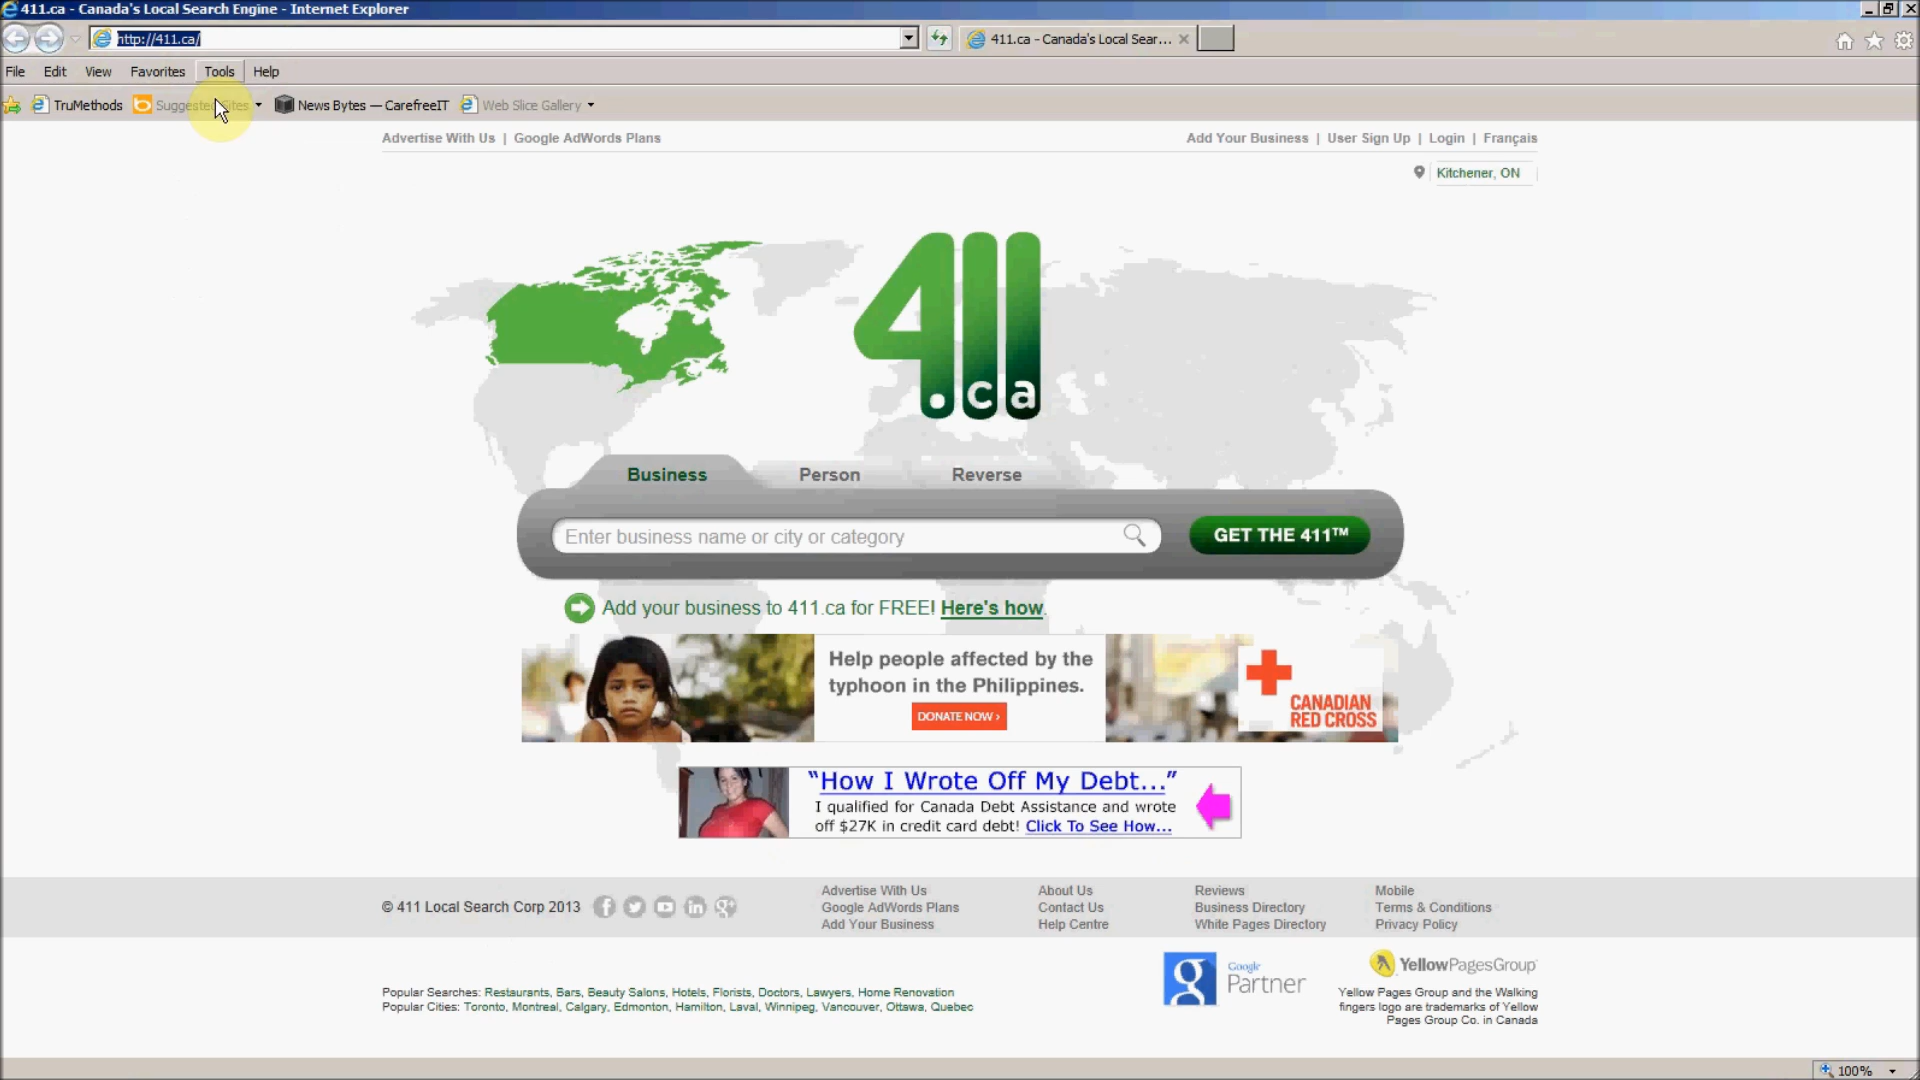 411.ca - Canada's Local Search Engine - Internet Explorer
http://411.ca/
411.ca - Canada's Local Sear...
File Edit View Favorites Tools Help
TruMethods Suggested Sites News Bytes — CarefreeIT Web Slice Gallery
Advertise With Us | Google AdWords Plans
Add Your Business | User Sign Up | Login | Français
Kitchener, ON
411
.ca
Business Person Reverse
Enter business name or city or category
GET THE 411™
Add your business to 411.ca for FREE! Here's how.
Help people affected by the
typhoon in the Philippines.
DONATE NOW ›
CANADIAN
RED CROSS
“How I Wrote Off My Debt...”
I qualified for Canada Debt Assistance and wrote
off $27K in credit card debt! Click To See How...
© 411 Local Search Corp 2013
Advertise With Us
Google AdWords Plans
Add Your Business
About Us
Contact Us
Help Centre
Reviews
Business Directory
White Pages Directory
Mobile
Terms & Conditions
Privacy Policy
Google
Partner
YellowPagesGroup
Yellow Pages Group and the Walking
fingers logo are trademarks of Yellow
Pages Group Co. in Canada
Popular Searches: Restaurants, Bars, Beauty Salons, Hotels, Florists, Doctors, Lawyers, Home Renovation
Popular Cities: Toronto, Montreal, Calgary, Edmonton, Hamilton, Laval, Winnipeg, Vancouver, Ottawa, Quebec
100%